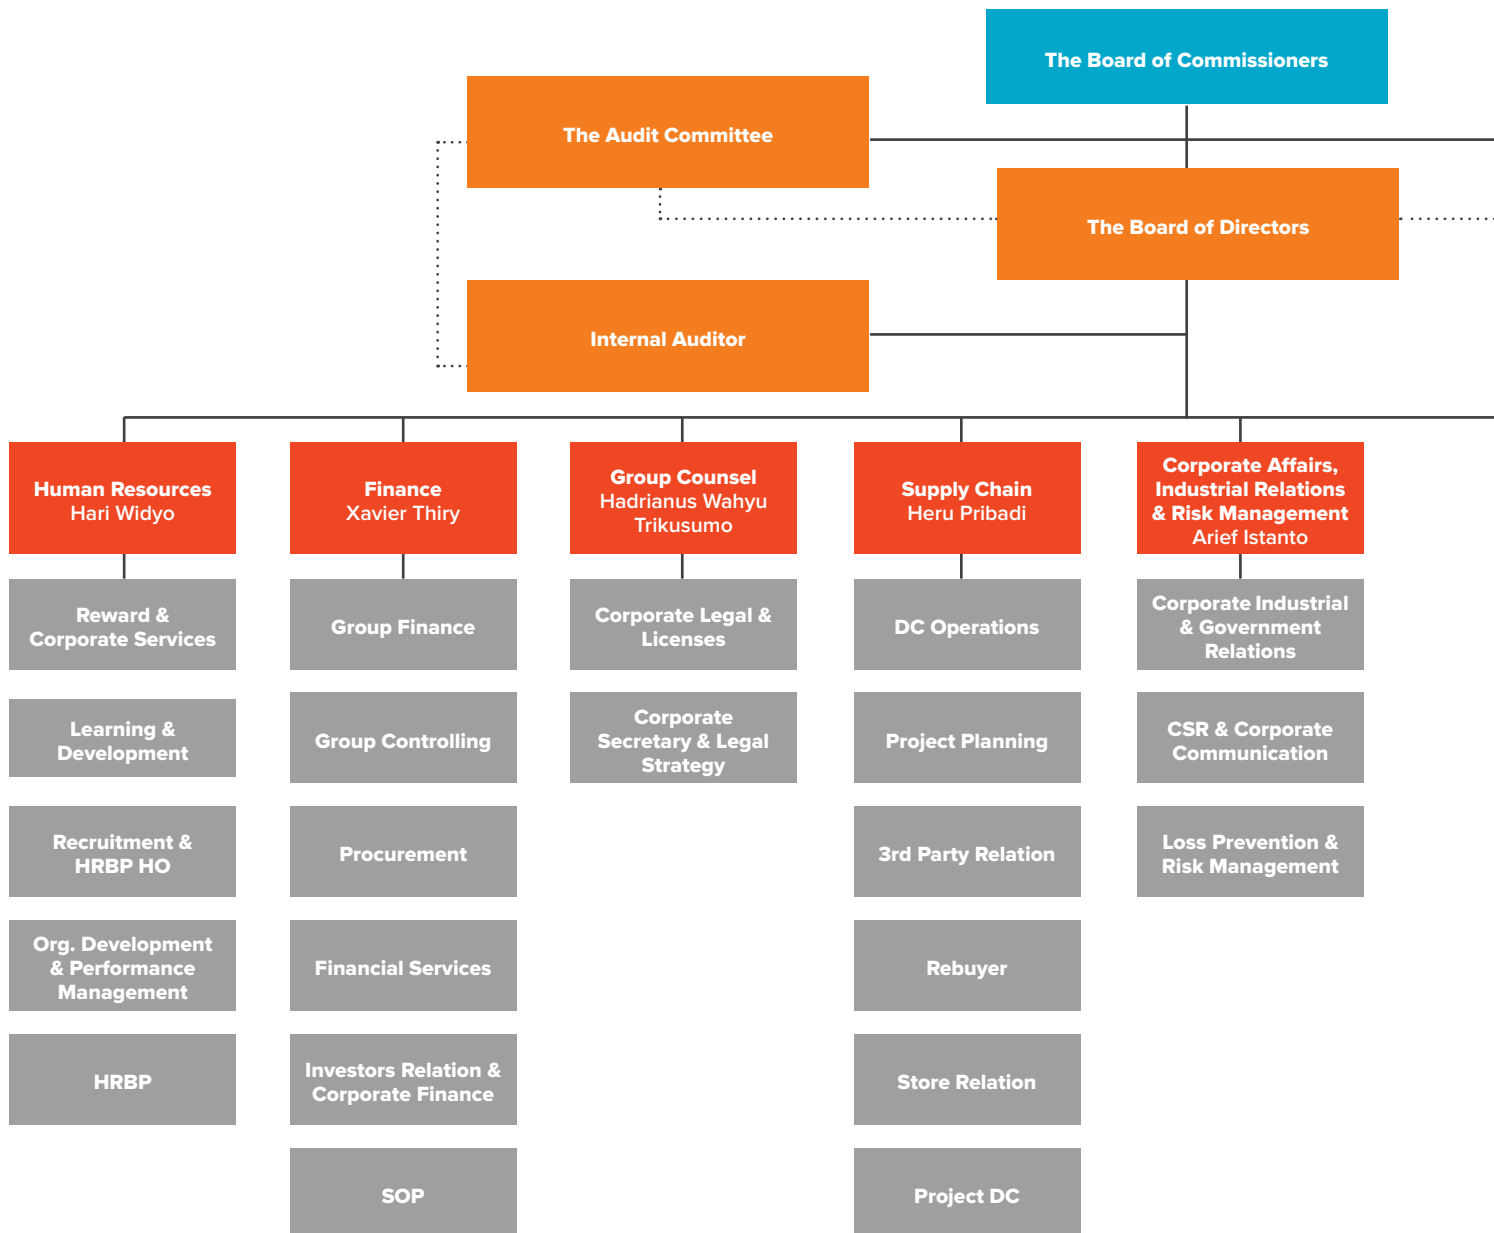 The Board of Commissioners
The Audit Committee
The Board of Directors
Internal Auditor
Human Resources
Hari Widyo
Finance
Xavier Thiry
Group Counsel
Hadrianus Wahyu
Trikusumo
Supply Chain
Heru Pribadi
Corporate Affairs,
Industrial Relations
& Risk Management
Arief Istanto
Reward &
Corporate Services
Learning &
Development
Recruitment &
HRBP HO
Org. Development
& Performance
Management
HRBP
Group Finance
Group Controlling
Procurement
Financial Services
Investors Relation &
Corporate Finance
SOP
Corporate Legal &
Licenses
Corporate
Secretary & Legal
Strategy
DC Operations
Project Planning
3rd Party Relation
Rebuyer
Store Relation
Project DC
Corporate Industrial
& Government
Relations
CSR & Corporate
Communication
Loss Prevention &
Risk Management